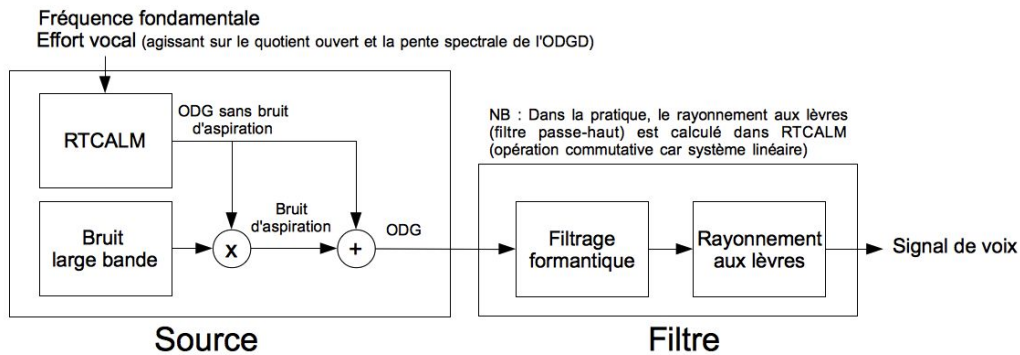 Fréquence fondamentale
Effort vocal (agissant sur le quotient ouvert et la pente spectrale de l'ODGD)
RTCALM
ODG sans bruit
d'aspiration
Bruit
large bande
x
Bruit
d'aspiration
+
ODG
Source
NB : Dans la pratique, le rayonnement aux lèvres
(filtre passe-haut) est calculé dans RTCALM
(opération commutative car système linéaire)
Filtrage
formantique
Rayonnement
aux lèvres
Signal de voix
Filtre